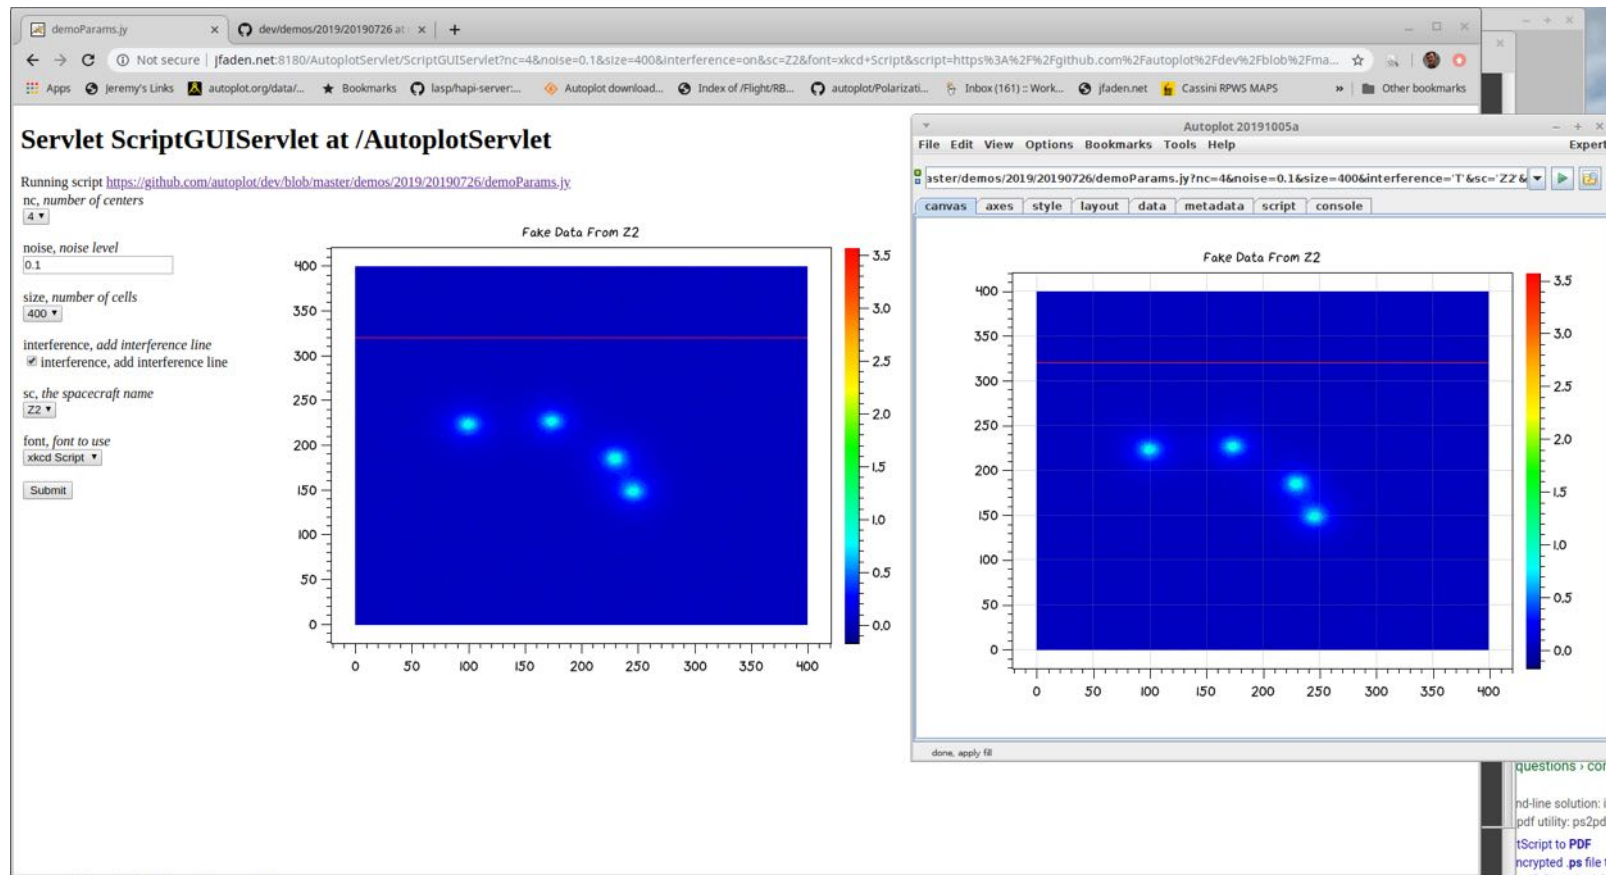 demoParams.jy × dev/demos/2019/20190726 at × +
Not secure | jfaden.net:8180/AutoplotServlet/ScriptGUIServlet?nc=4&noise=0.1&size=400&interference=on&sc=Z2&font=xkcd+Script&script=https%3A%2F%2Fgithub.com%2Fautoplot%2Fdev%2Fblob%2Fma...
Apps Jeremy's Links autoplot.org/data/... Bookmarks lasp/hapi-server:... Autoplot download... Index of /Flight/RB... autoplot/Polarizati... Inbox (161) :: Work... jfaden.net Cassini RPWS MAPS » Other bookmarks
Servlet ScriptGUIServlet at /AutoplotServlet
Running script https://github.com/autoplot/dev/blob/master/demos/2019/20190726/demoParams.jy
nc, number of centers
4
noise, noise level
0.1
size, number of cells
400
interference, add interference line
interference, add interference line
sc, the spacecraft name
Z2
font, font to use
xkcd Script
Submit
Fake Data From Z2
400
350
300
250
200
150
100
50
0
0 50 100 150 200 250 300 350 400
3.5
3.0
2.5
2.0
1.5
1.0
0.5
0.0
Autoplot 20191005a
File Edit View Options Bookmarks Tools Help Expert
aster/demos/2019/20190726/demoParams.jy?nc=4&noise=0.1&size=400&interference='T'&sc='Z2'&
canvas axes style layout data metadata script console
Fake Data From Z2
400
350
300
250
200
150
100
50
0
0 50 100 150 200 250 300 350 400
3.5
3.0
2.5
2.0
1.5
1.0
0.5
0.0
done, apply fill
questions › con
nd-line solution: i
pdf utility: ps2pd
tScript to PDF
ncrypted .ps file t